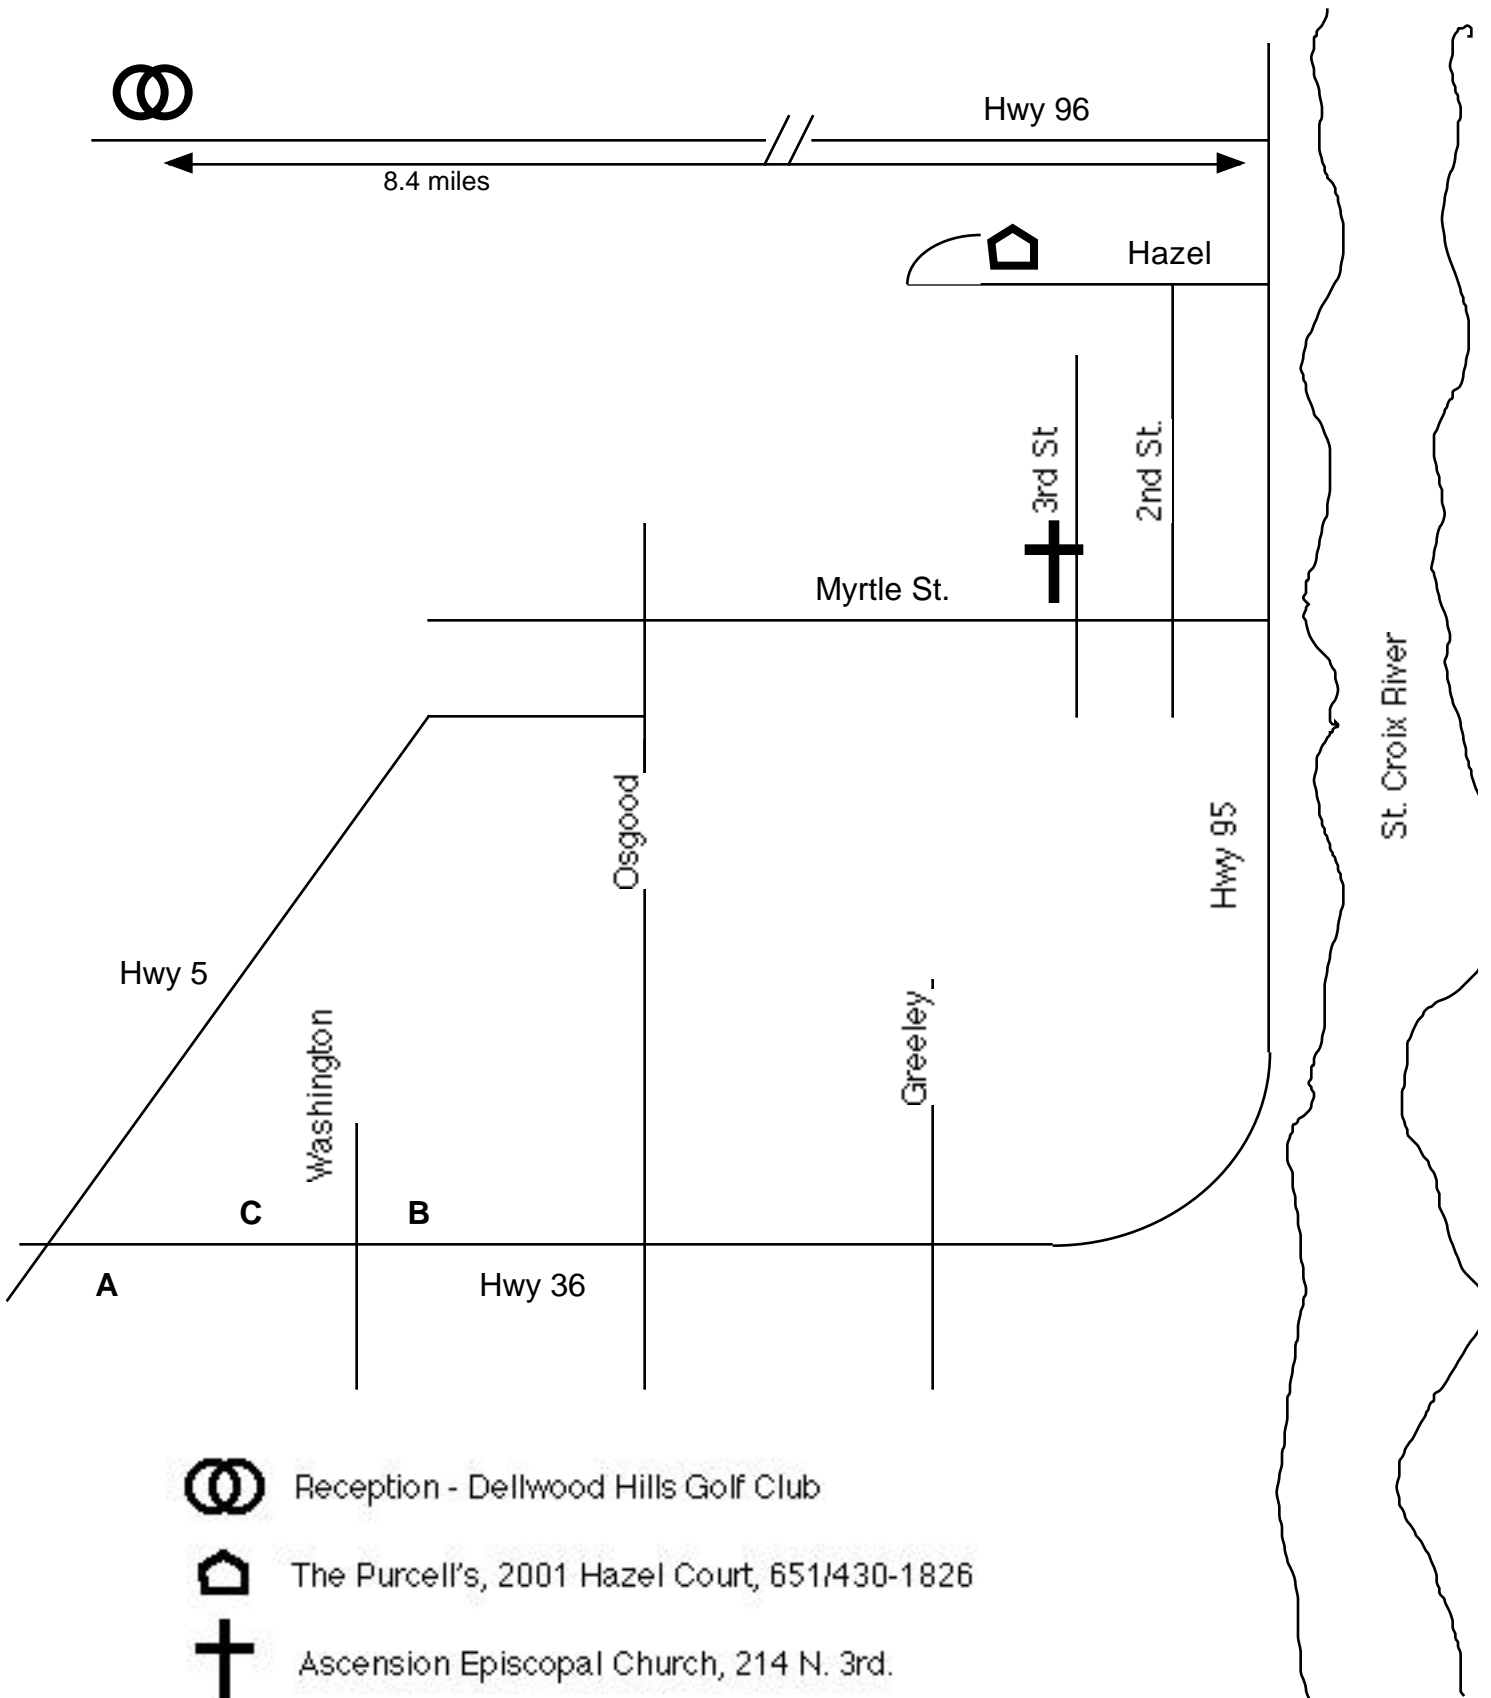 Hwy 96
8.4 miles
Hazel
3rd St
2nd St.
Myrtle St.
St. Croix River
Osgood
Hwy 95
Hwy 5
Washington
Greeley
C
B
A
Hwy 36
Reception - Dellwood Hills Golf Club
The Purcell's, 2001 Hazel Court, 651/430-1826
Ascension Episcopal Church, 214 N. 3rd.